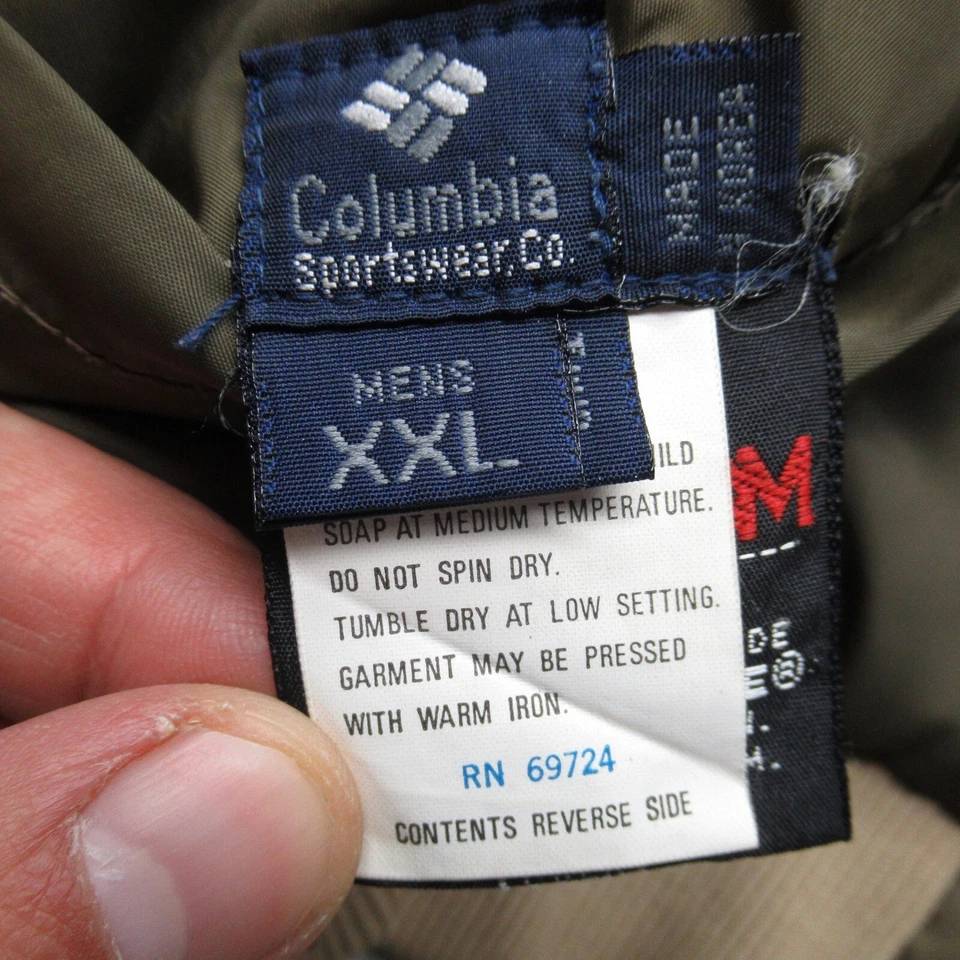 Columbia
Sportswear Co.
MADE
KOREA
MENS
XXL
ILD
SOAP AT MEDIUM TEMPERATURE.
DO NOT SPIN DRY.
TUMBLE DRY AT LOW SETTING.
GARMENT MAY BE PRESSED
WITH WARM IRON.
RN 69724
CONTENTS REVERSE SIDE
M